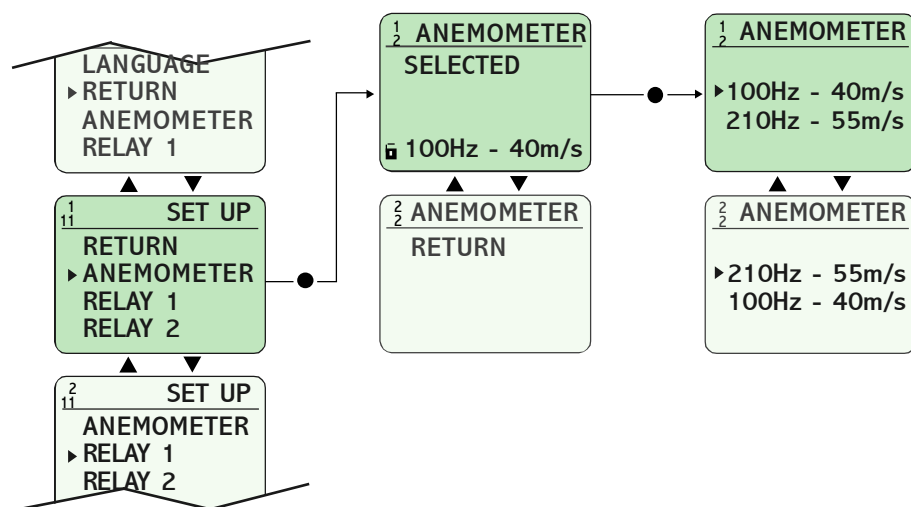 LANGUAGE
RETURN
ANEMOMETER
RELAY 1
1
11 SET UP
RETURN
ANEMOMETER
RELAY 1
RELAY 2
2
11 SET UP
ANEMOMETER
RELAY 1
RELAY 2
1
2 ANEMOMETER
SELECTED
100Hz - 40m/s
2
2 ANEMOMETER
RETURN
1
2 ANEMOMETER
100Hz - 40m/s
210Hz - 55m/s
2
2 ANEMOMETER
210Hz - 55m/s
100Hz - 40m/s